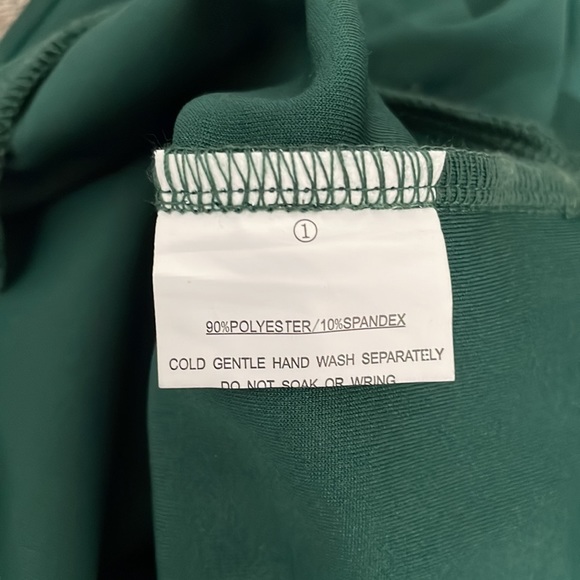 ①
90%POLYESTER/10%SPANDEX
COLD GENTLE HAND WASH SEPARATELY
DO NOT SOAK OR WRING